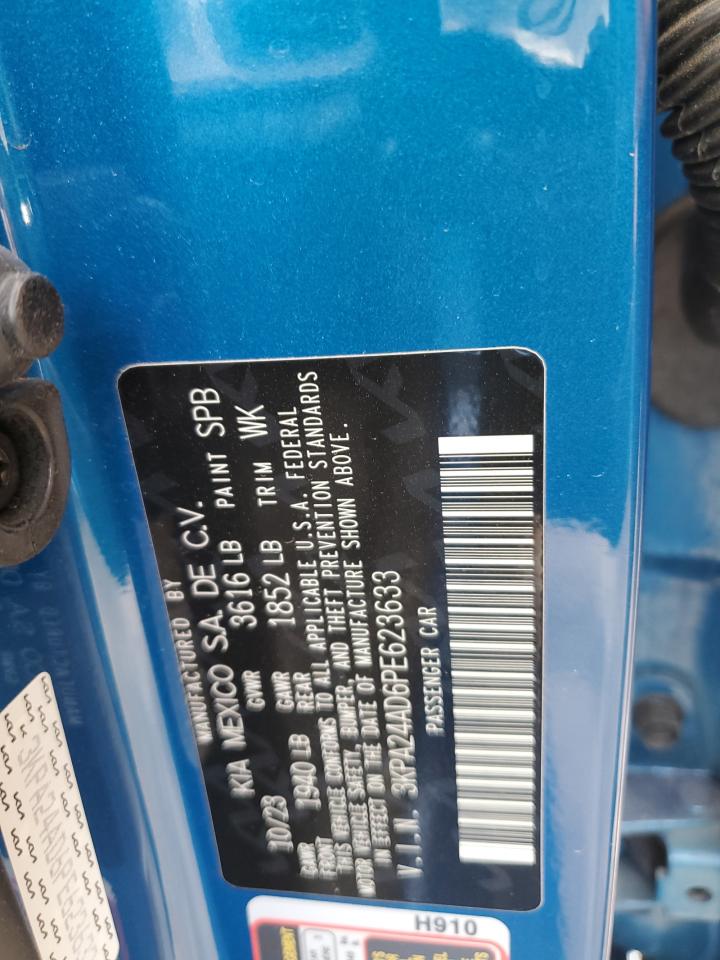 MANUFACTURED BY
KIA MEXICO S.A. DE C.V.
10/23 GVWR 3616 LB PAINT SPB
GAWR FRONT 1940 LB GAWR REAR 1852 LB TRIM WK
THIS VEHICLE CONFORMS TO ALL APPLICABLE U.S.A. FEDERAL
MOTOR VEHICLE SAFETY, BUMPER, AND THEFT PREVENTION STANDARDS
IN EFFECT ON THE DATE OF MANUFACTURE SHOWN ABOVE.
V.I.N. 3KPA24AD6PE623633
PASSENGER CAR
H910